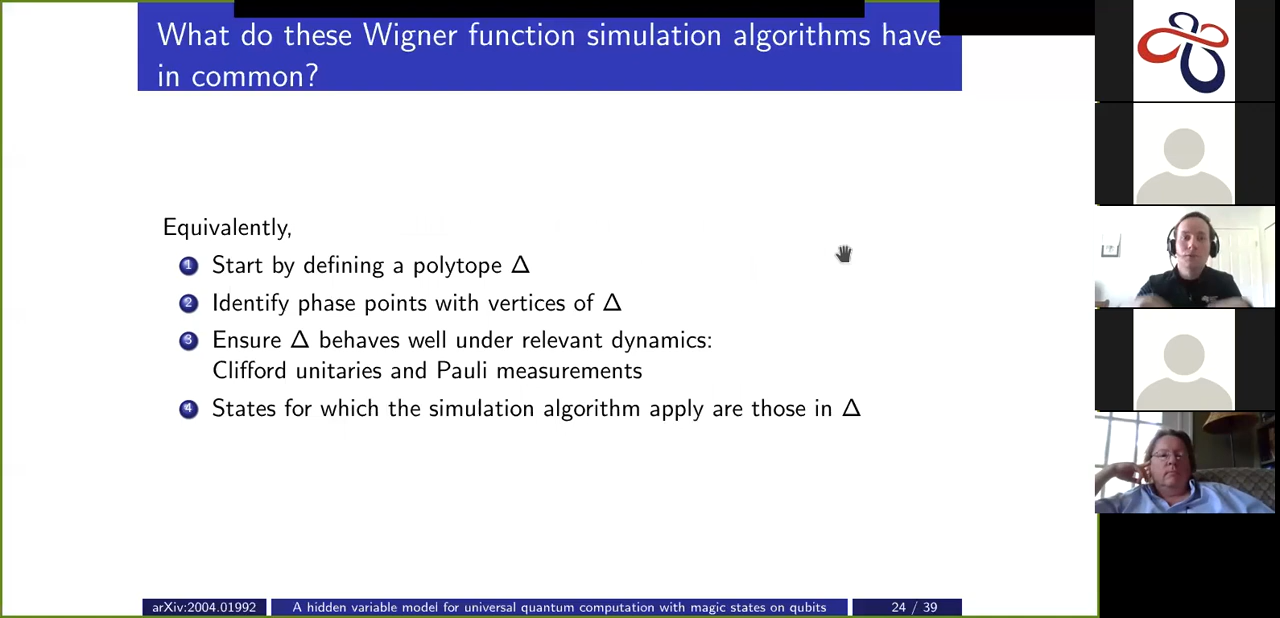 What do these Wigner function simulation algorithms have
in common?
Equivalently,
1 Start by defining a polytope Δ
2 Identify phase points with vertices of Δ
3 Ensure Δ behaves well under relevant dynamics:
Clifford unitaries and Pauli measurements
4 States for which the simulation algorithm apply are those in Δ
arXiv:2004.01992 A hidden variable model for universal quantum computation with magic states on qubits 24 / 39